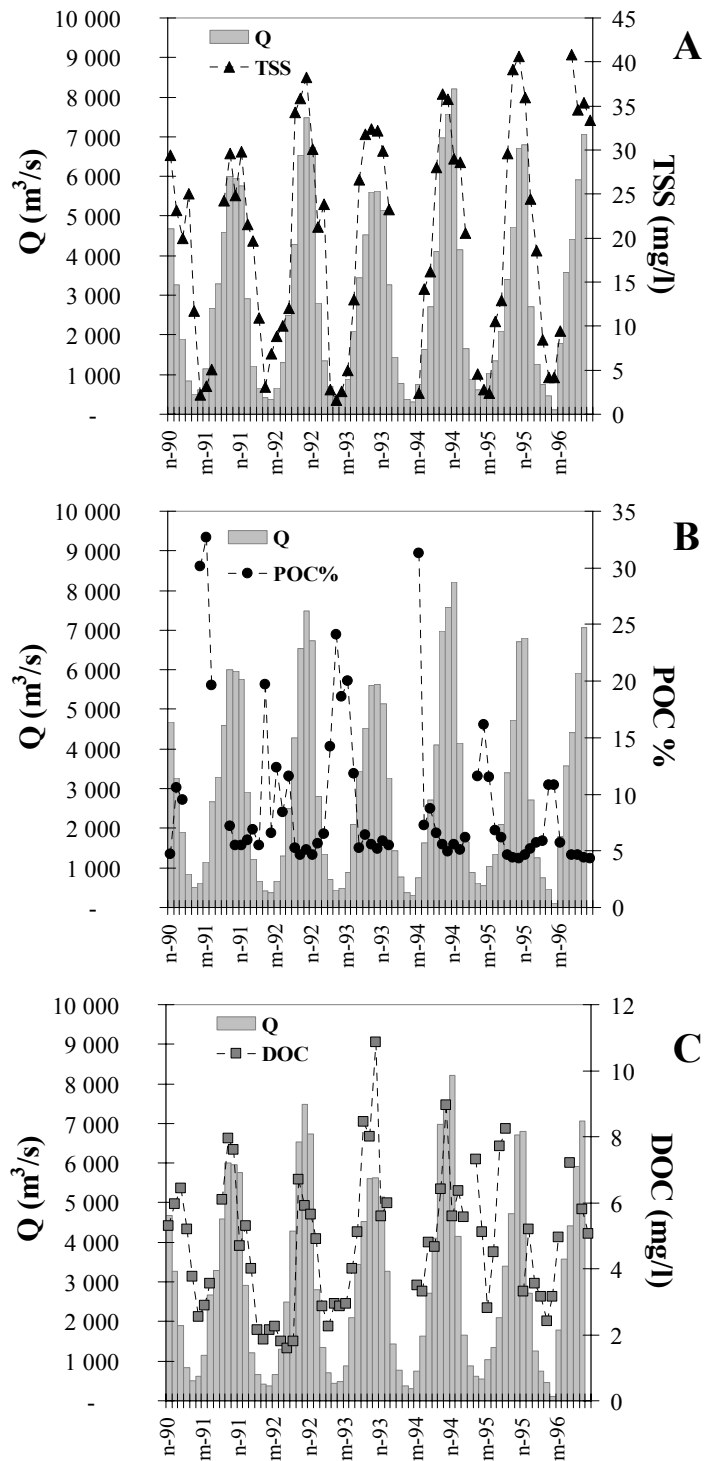 A
Q
TSS
Q (m³/s)
10 000
9 000
8 000
7 000
6 000
5 000
4 000
3 000
2 000
1 000
-
45
40
35
30
25
20
15
10
5
0
TSS (mg/l)
n-90
m-91
n-91
m-92
n-92
m-93
n-93
m-94
n-94
m-95
n-95
m-96
B
Q
POC%
Q (m³/s)
10 000
9 000
8 000
7 000
6 000
5 000
4 000
3 000
2 000
1 000
-
35
30
25
20
15
10
5
0
POC %
n-90
m-91
n-91
m-92
n-92
m-93
n-93
m-94
n-94
m-95
n-95
m-96
C
Q
DOC
Q (m³/s)
10 000
9 000
8 000
7 000
6 000
5 000
4 000
3 000
2 000
1 000
-
12
10
8
6
4
2
0
DOC (mg/l)
n-90
m-91
n-91
m-92
n-92
m-93
n-93
m-94
n-94
m-95
n-95
m-96